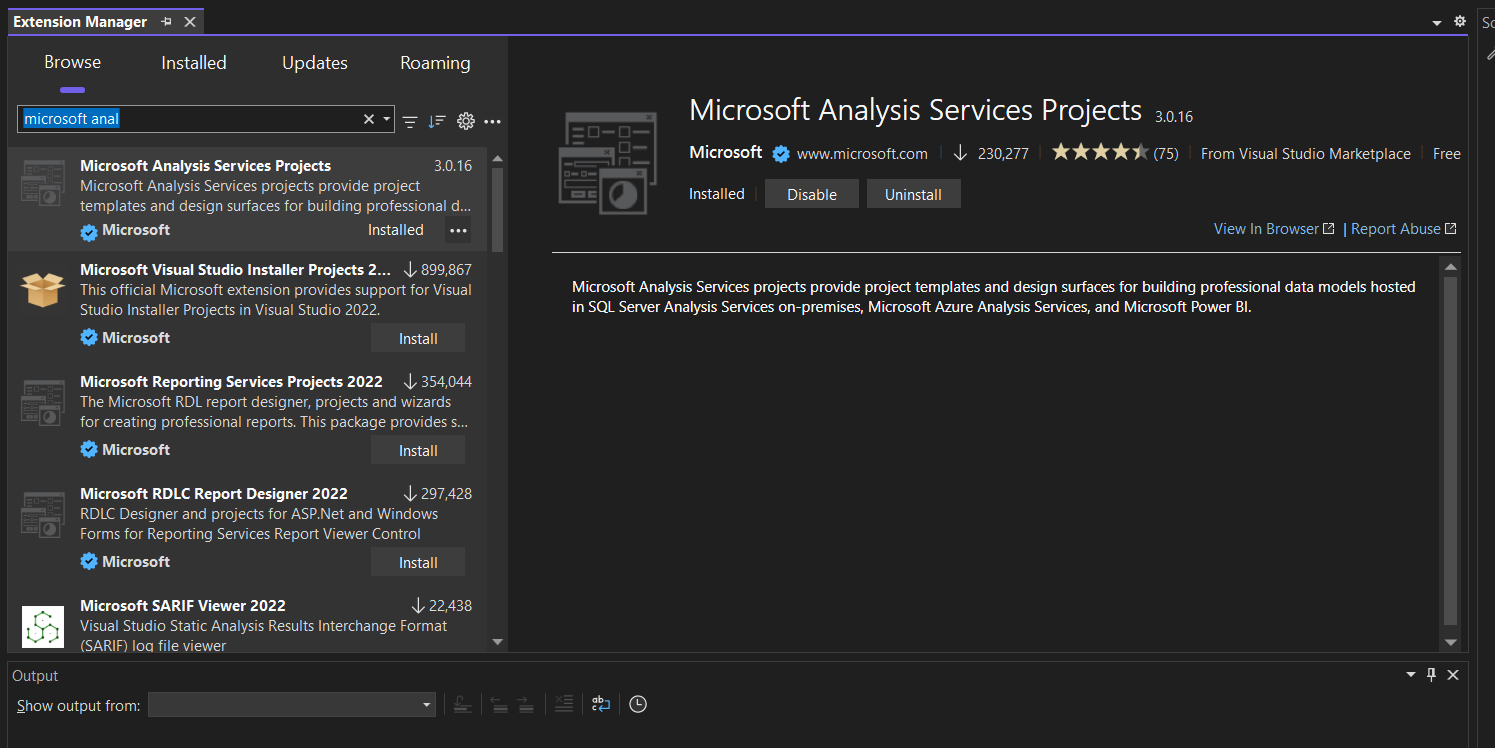 Extension Manager
Browse
Installed
Updates
Roaming
microsoft anal
Microsoft Analysis Services Projects
3.0.16
Microsoft Analysis Services projects provide project
templates and design surfaces for building professional d...
Microsoft
Installed
Microsoft Visual Studio Installer Projects 2...
899,867
This official Microsoft extension provides support for Visual
Studio Installer Projects in Visual Studio 2022.
Microsoft
Install
Microsoft Reporting Services Projects 2022
354,044
The Microsoft RDL report designer, projects and wizards
for creating professional reports. This package provides s...
Microsoft
Install
Microsoft RDLC Report Designer 2022
297,428
RDLC Designer and projects for ASP.Net and Windows
Forms for Reporting Services Report Viewer Control
Microsoft
Install
Microsoft SARIF Viewer 2022
22,438
Visual Studio Static Analysis Results Interchange Format
(SARIF) log file viewer
Microsoft Analysis Services Projects 3.0.16
Microsoft www.microsoft.com 230,277 (75) From Visual Studio Marketplace Free
Installed Disable Uninstall
View In Browser | Report Abuse
Microsoft Analysis Services projects provide project templates and design surfaces for building professional data models hosted
in SQL Server Analysis Services on-premises, Microsoft Azure Analysis Services, and Microsoft Power BI.
Output
Show output from: